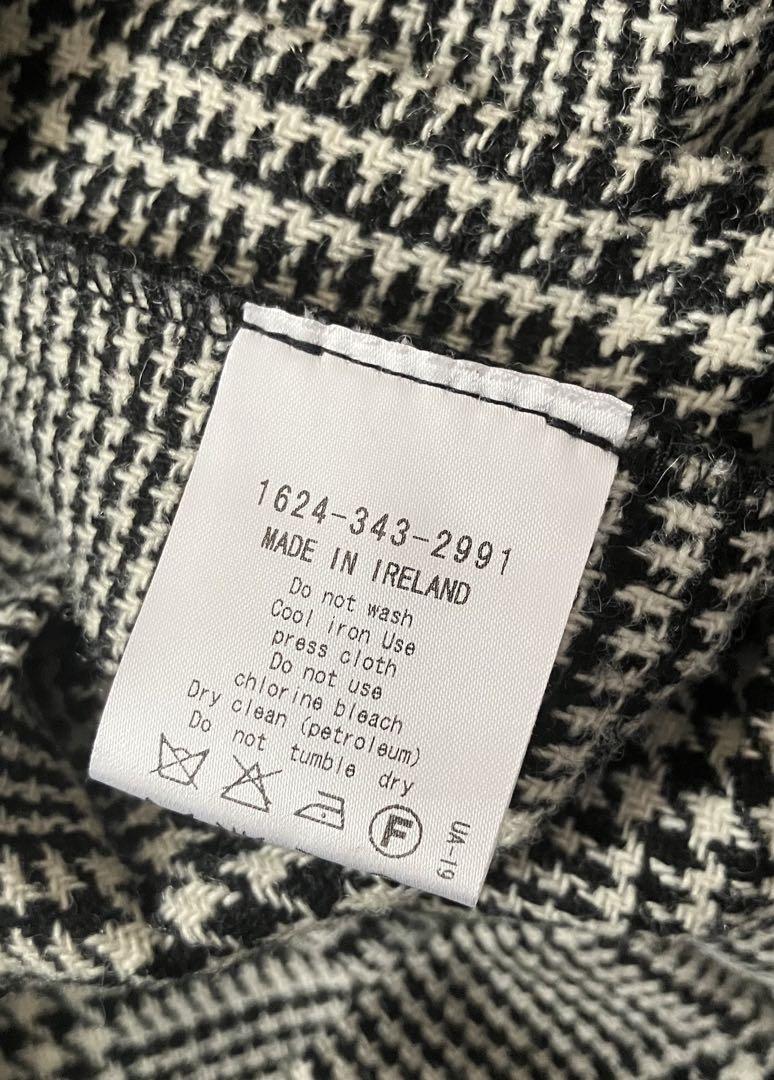 1624-343-2991
MADE IN IRELAND
Do not wash
Cool iron Use
press cloth
Do not use
chlorine bleach
Dry clean (petroleum)
Do not tumble dry
F
UA-19